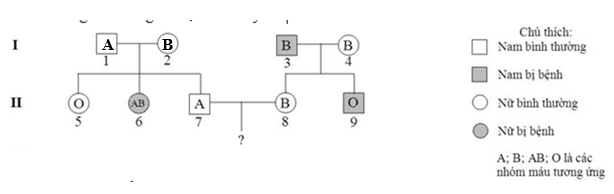 I A B B B
1 2 3 4
II O AB A B O
5 6 7 8 9
?
Chú thích:
Nam bình thường
Nam bị bệnh
Nữ bình thường
Nữ bị bệnh
A; B; AB; O là các
nhóm máu tương ứng